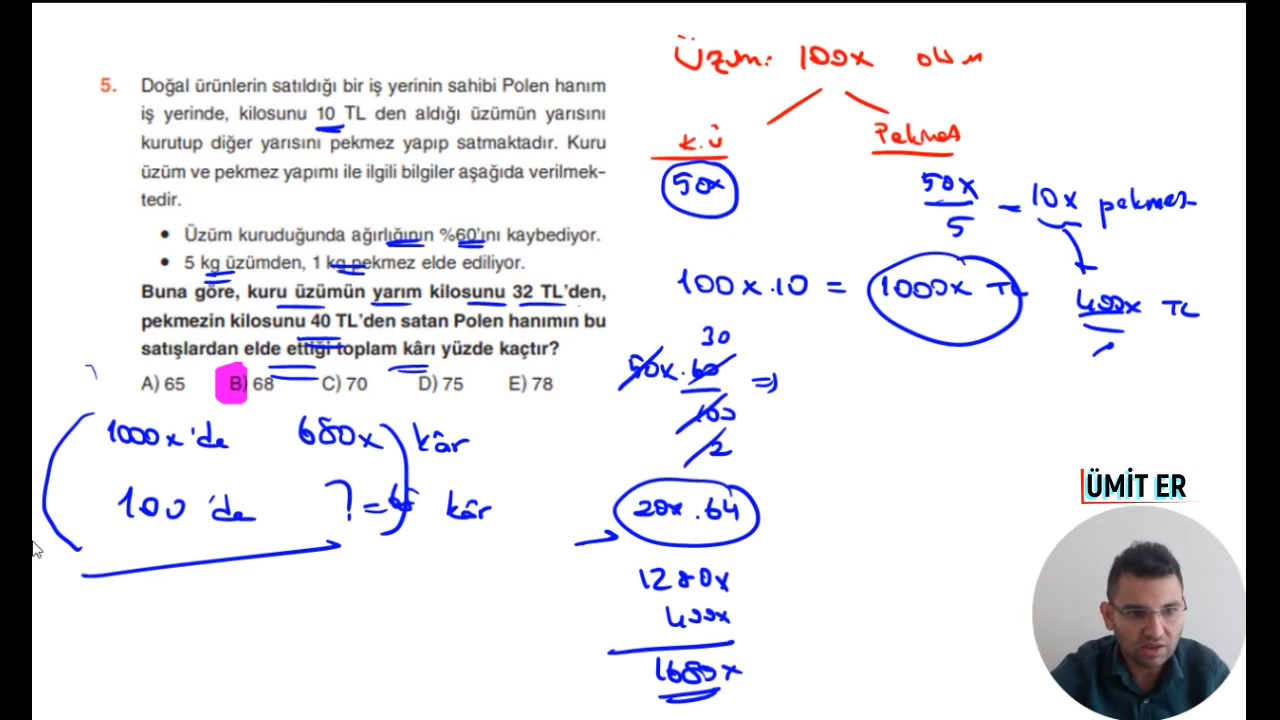 5. Doğal ürünlerin satıldığı bir iş yerinin sahibi Polen hanım
iş yerinde, kilosunu 10 TL den aldığı üzümün yarısını
kurutup diğer yarısını pekmez yapıp satmaktadır. Kuru
üzüm ve pekmez yapımı ile ilgili bilgiler aşağıda verilmek-
tedir.
• Üzüm kuruduğunda ağırlığının %60'ını kaybediyor.
• 5 kg üzümden, 1 kg pekmez elde ediliyor.
Buna göre, kuru üzümün yarım kilosunu 32 TL'den,
pekmezin kilosunu 40 TL'den satan Polen hanımın bu
satışlardan elde ettiği toplam kârı yüzde kaçtır?
A) 65 B) 68 C) 70 D) 75 E) 78
1000x'de 680x kâr
100'de ? = 68 kâr
Üzüm: 100x olsun
K.Ü Pekmez
50x
50x/5 = 10x pekmez
100x.10 = 1000x TL
400x TL
30
50x.60 ⇒
100
2
20x.64
1280x
400x
1680x
ÜMİT ER